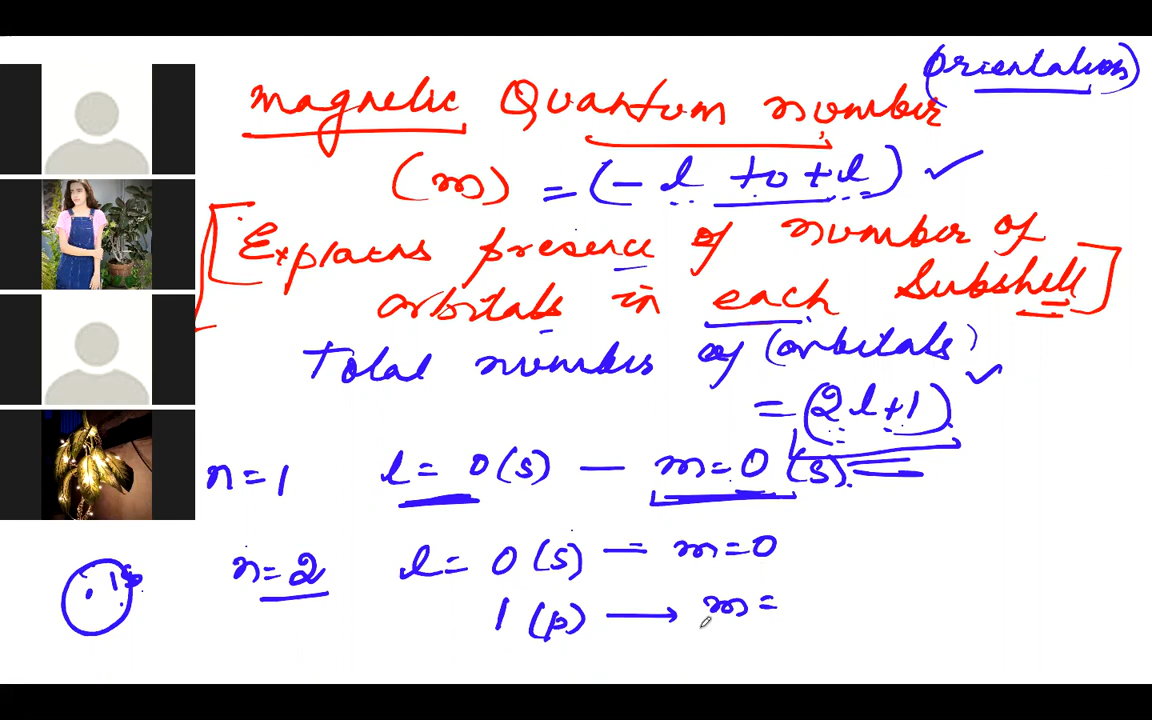 (orientation)
magnetic Quantum number
(m) = (- l to + l) ✓
[Explains presence of number of
orbitals in each Subshell]
Total number of (orbitals) ✓
= (2l+1)
n=1 l= 0(s) — m=0 (s).
n=2 l= 0(s) — m=0
1s
1(p) → m=